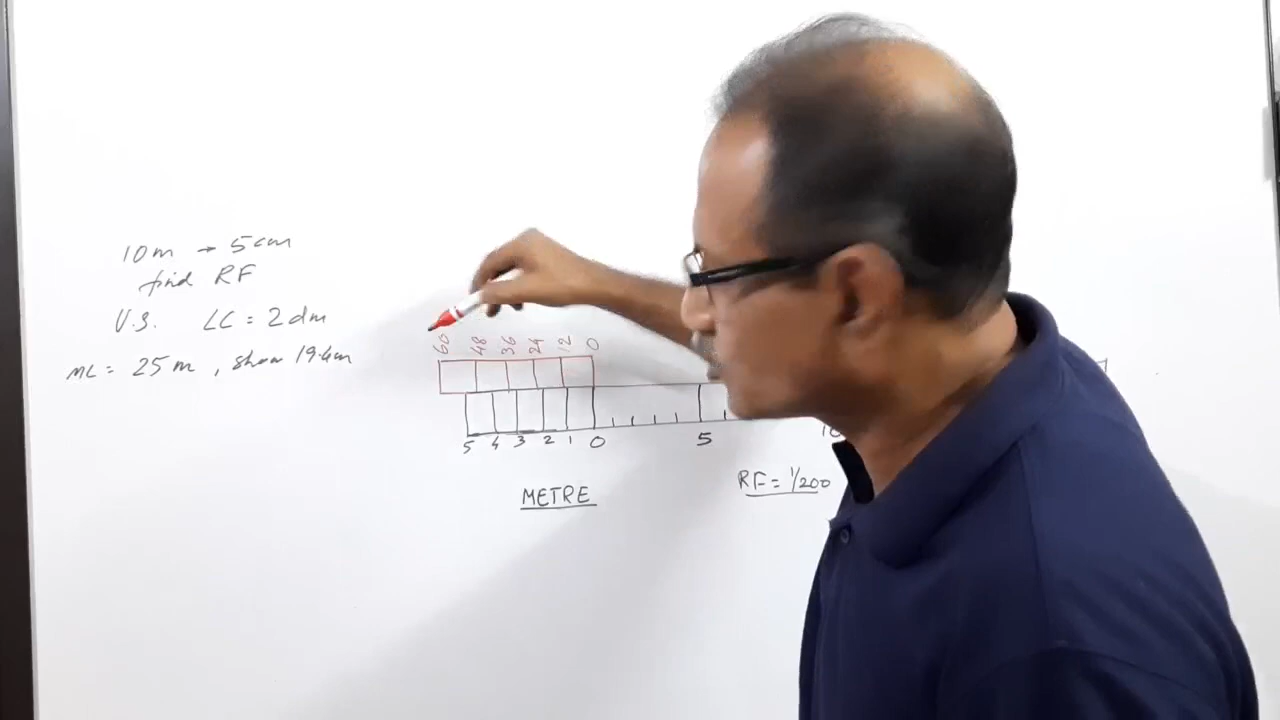 10m → 5cm
find RF
V.S. LC = 2dm
ML = 25m, show 19.4m
60 48 36 24 12 0
5 4 3 2 1 0 5 10
METRE
RF = 1/200